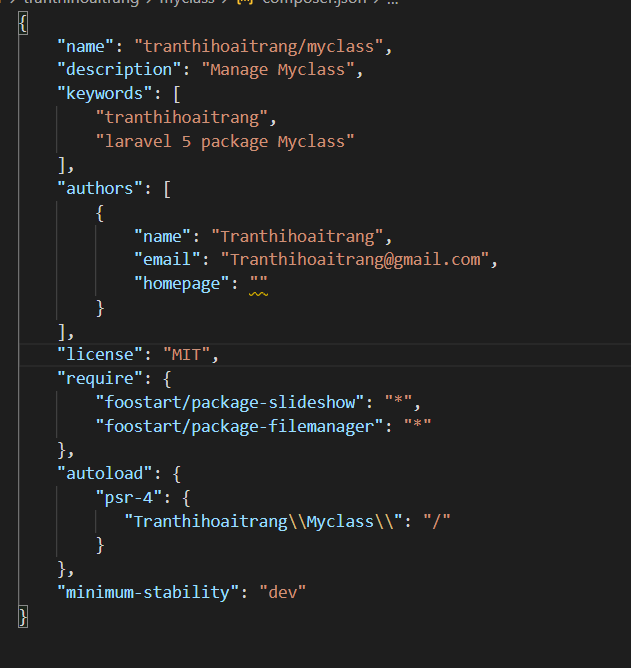 tranthihoaitrang > myclass > composer.json > ...
{
"name": "tranthihoaitrang/myclass",
"description": "Manage Myclass",
"keywords": [
"tranthihoaitrang",
"laravel 5 package Myclass"
],
"authors": [
{
"name": "Tranthihoaitrang",
"email": "Tranthihoaitrang@gmail.com",
"homepage": ""
}
],
"license": "MIT",
"require": {
"foostart/package-slideshow": "*",
"foostart/package-filemanager": "*"
},
"autoload": {
"psr-4": {
"Tranthihoaitrang\\Myclass\\": "/"
}
},
"minimum-stability": "dev"
}